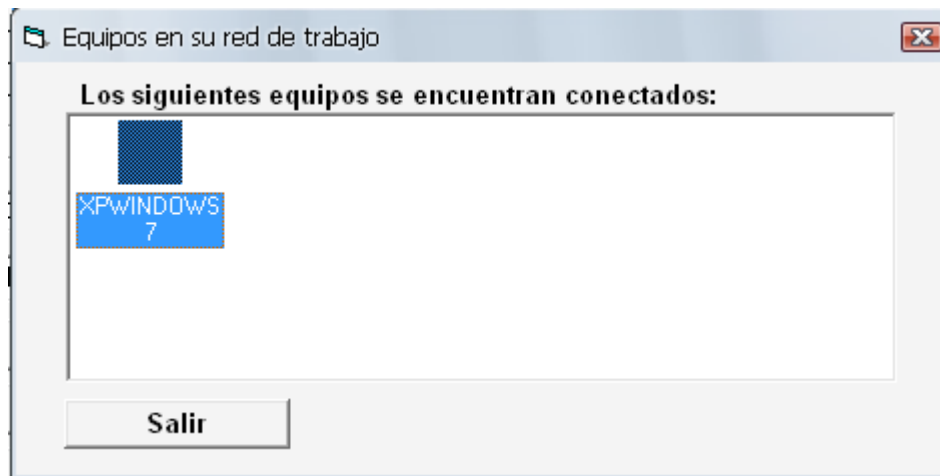 Equipos en su red de trabajo
Los siguientes equipos se encuentran conectados:
XPWINDOWS
7
Salir